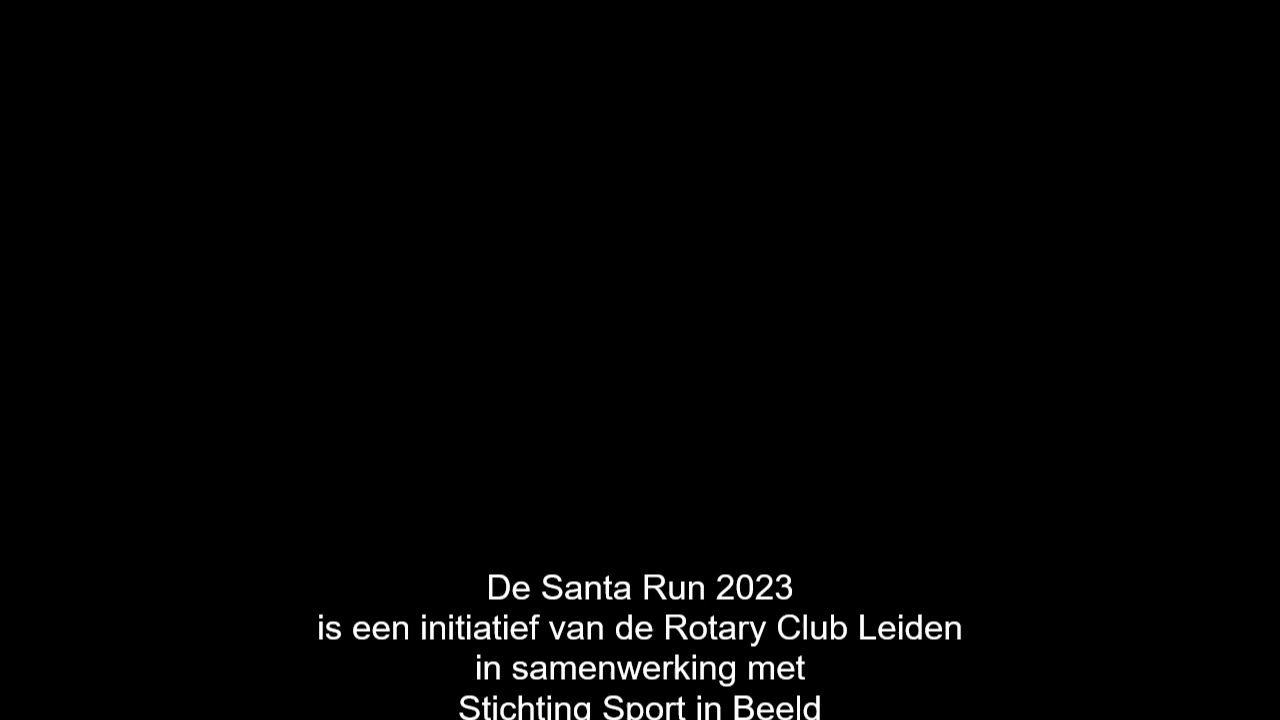 De Santa Run 2023
is een initiatief van de Rotary Club Leiden
in samenwerking met
Stichting Sport in Beeld